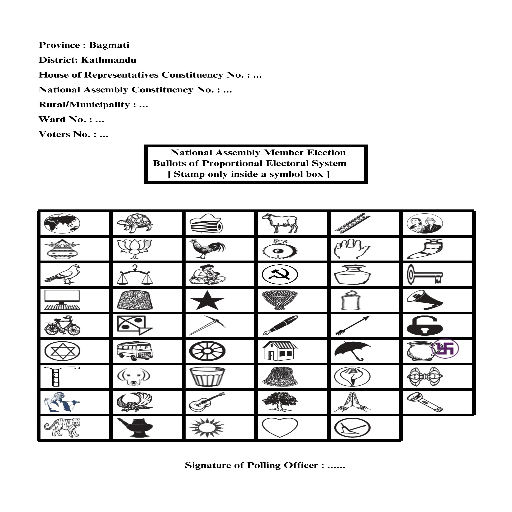 Province : Bagmati
District: Kathmandu
House of Representatives Constituency No. : ...
National Assembly Constituency No. : ...
Rural/Municipality : ...
Ward No. : ...
Voters No. : ...
National Assembly Member Election
Ballots of Proportional Electoral System
[ Stamp only inside a symbol box ]
Signature of Polling Officer : ......